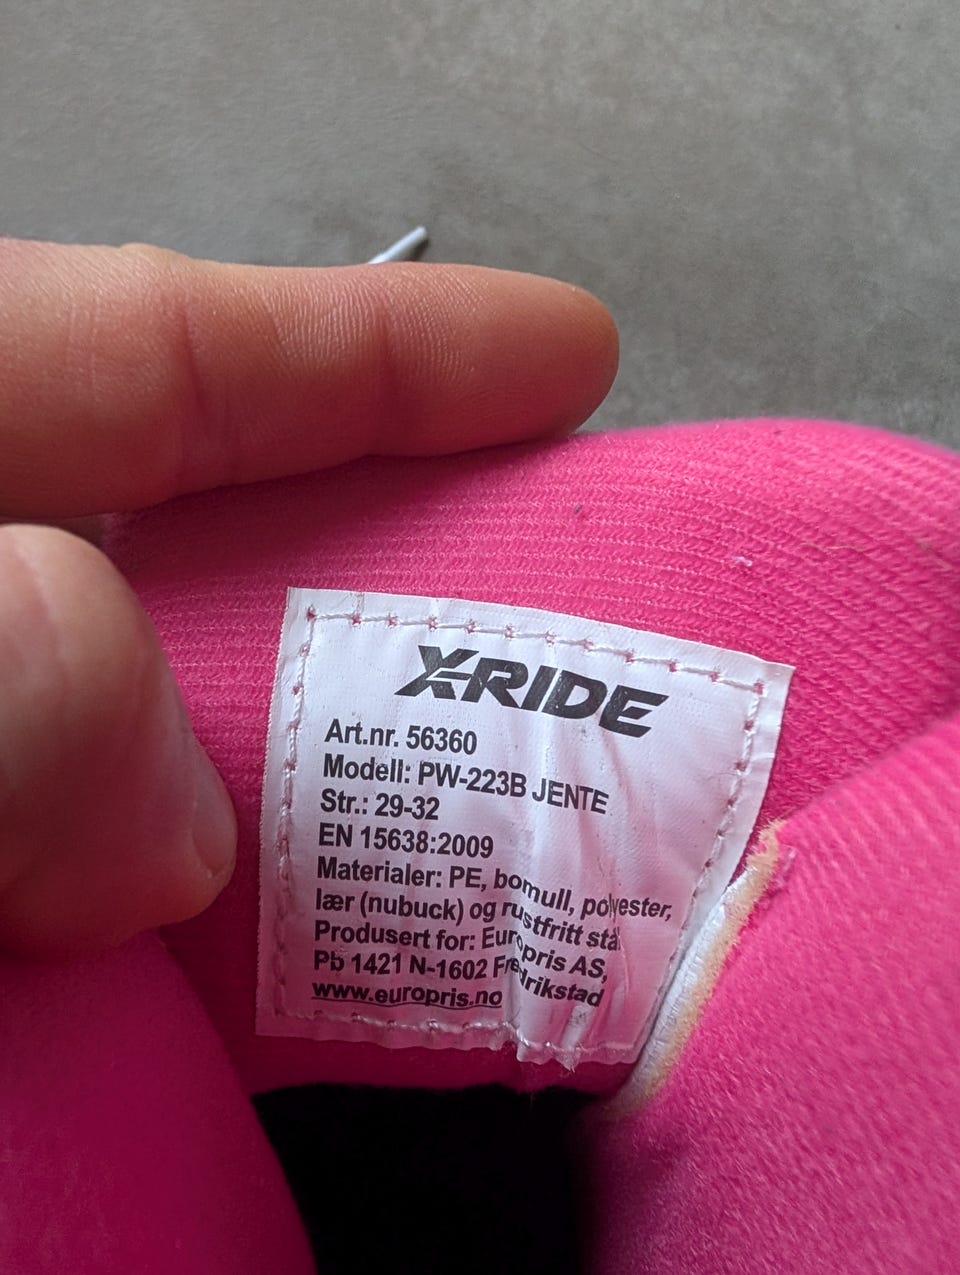 X-RIDE
Art.nr. 56360
Modell: PW-223B JENTE
Str.: 29-32
EN 15638:2009
Materialer: PE, bomull, polyester,
lær (nubuck) og rustfritt stål
Produsert for: Europris AS,
Pb 1421 N-1602 Fredrikstad
www.europris.no